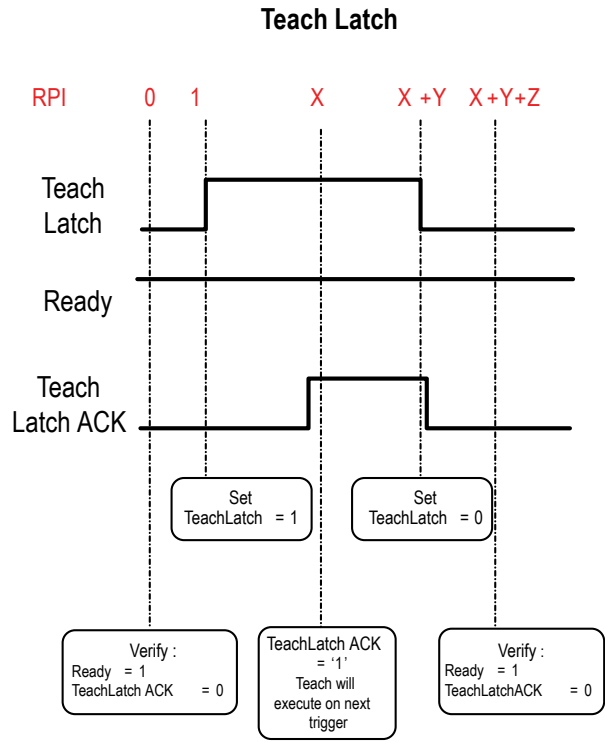 Teach Latch
RPI 0 1 X X +Y X +Y+Z
Teach
Latch
Ready
Teach
Latch ACK
Set
TeachLatch = 1
Set
TeachLatch = 0
Verify :
Ready = 1
TeachLatch ACK = 0
TeachLatch ACK
= '1'
Teach will
execute on next
trigger
Verify :
Ready = 1
TeachLatchACK = 0